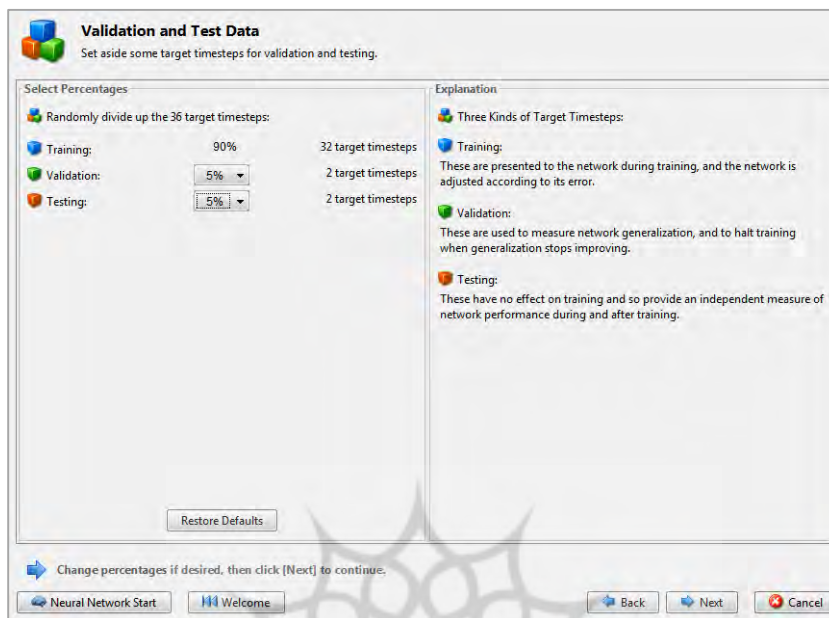 Validation and Test Data
Set aside some target timesteps for validation and testing.
Select Percentages
Randomly divide up the 36 target timesteps:
Training: 90% 32 target timesteps
Validation: 5% 2 target timesteps
Testing: 5% 2 target timesteps
Restore Defaults
Explanation
Three Kinds of Target Timesteps:
Training:
These are presented to the network during training, and the network is
adjusted according to its error.
Validation:
These are used to measure network generalization, and to halt training
when generalization stops improving.
Testing:
These have no effect on training and so provide an independent measure of
network performance during and after training.
Change percentages if desired, then click [Next] to continue.
Neural Network Start Welcome Back Next Cancel